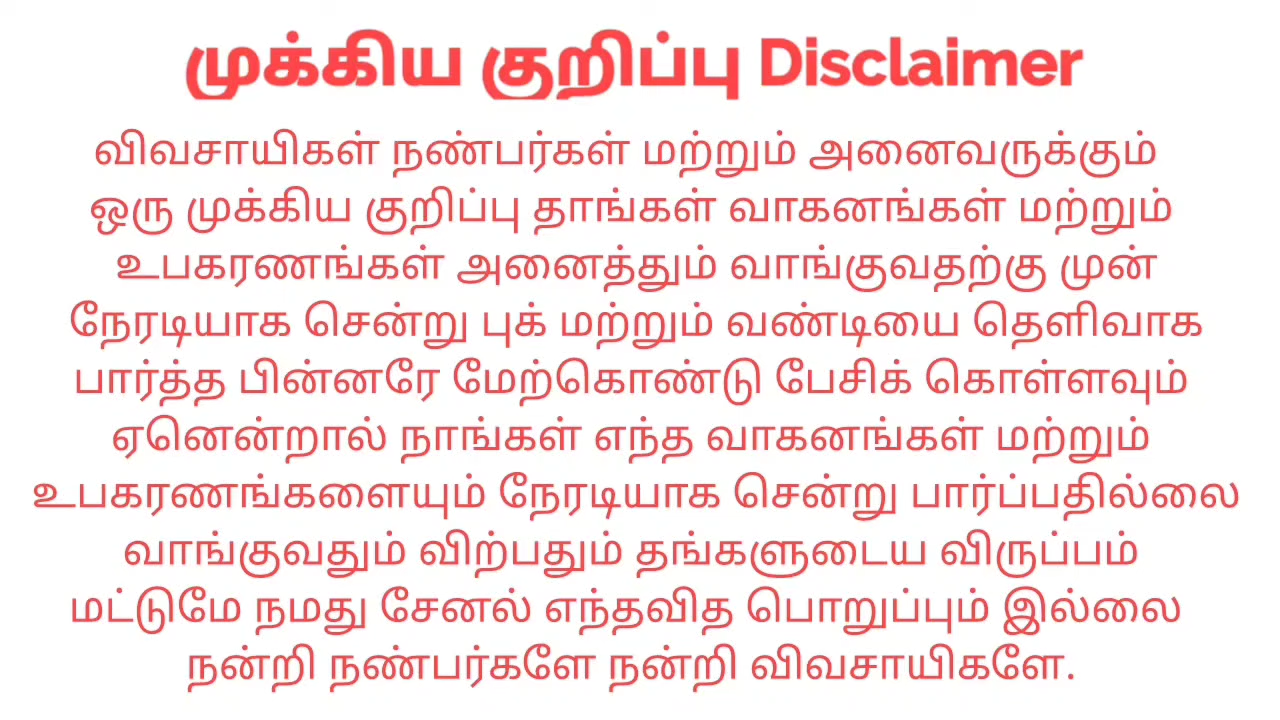 முக்கிய குறிப்பு Disclaimer
விவசாயிகள் நண்பர்கள் மற்றும் அனைவருக்கும்
ஒரு முக்கிய குறிப்பு தாங்கள் வாகனங்கள் மற்றும்
உபகரணங்கள் அனைத்தும் வாங்குவதற்கு முன்
நேரடியாக சென்று புக் மற்றும் வண்டியை தெளிவாக
பார்த்த பின்னரே மேற்கொண்டு பேசிக் கொள்ளவும்
ஏனென்றால் நாங்கள் எந்த வாகனங்கள் மற்றும்
உபகரணங்களையும் நேரடியாக சென்று பார்ப்பதில்லை
வாங்குவதும் விற்பதும் தங்களுடைய விருப்பம்
மட்டுமே நமது சேனல் எந்தவித பொறுப்பும் இல்லை
நன்றி நண்பர்களே நன்றி விவசாயிகளே.